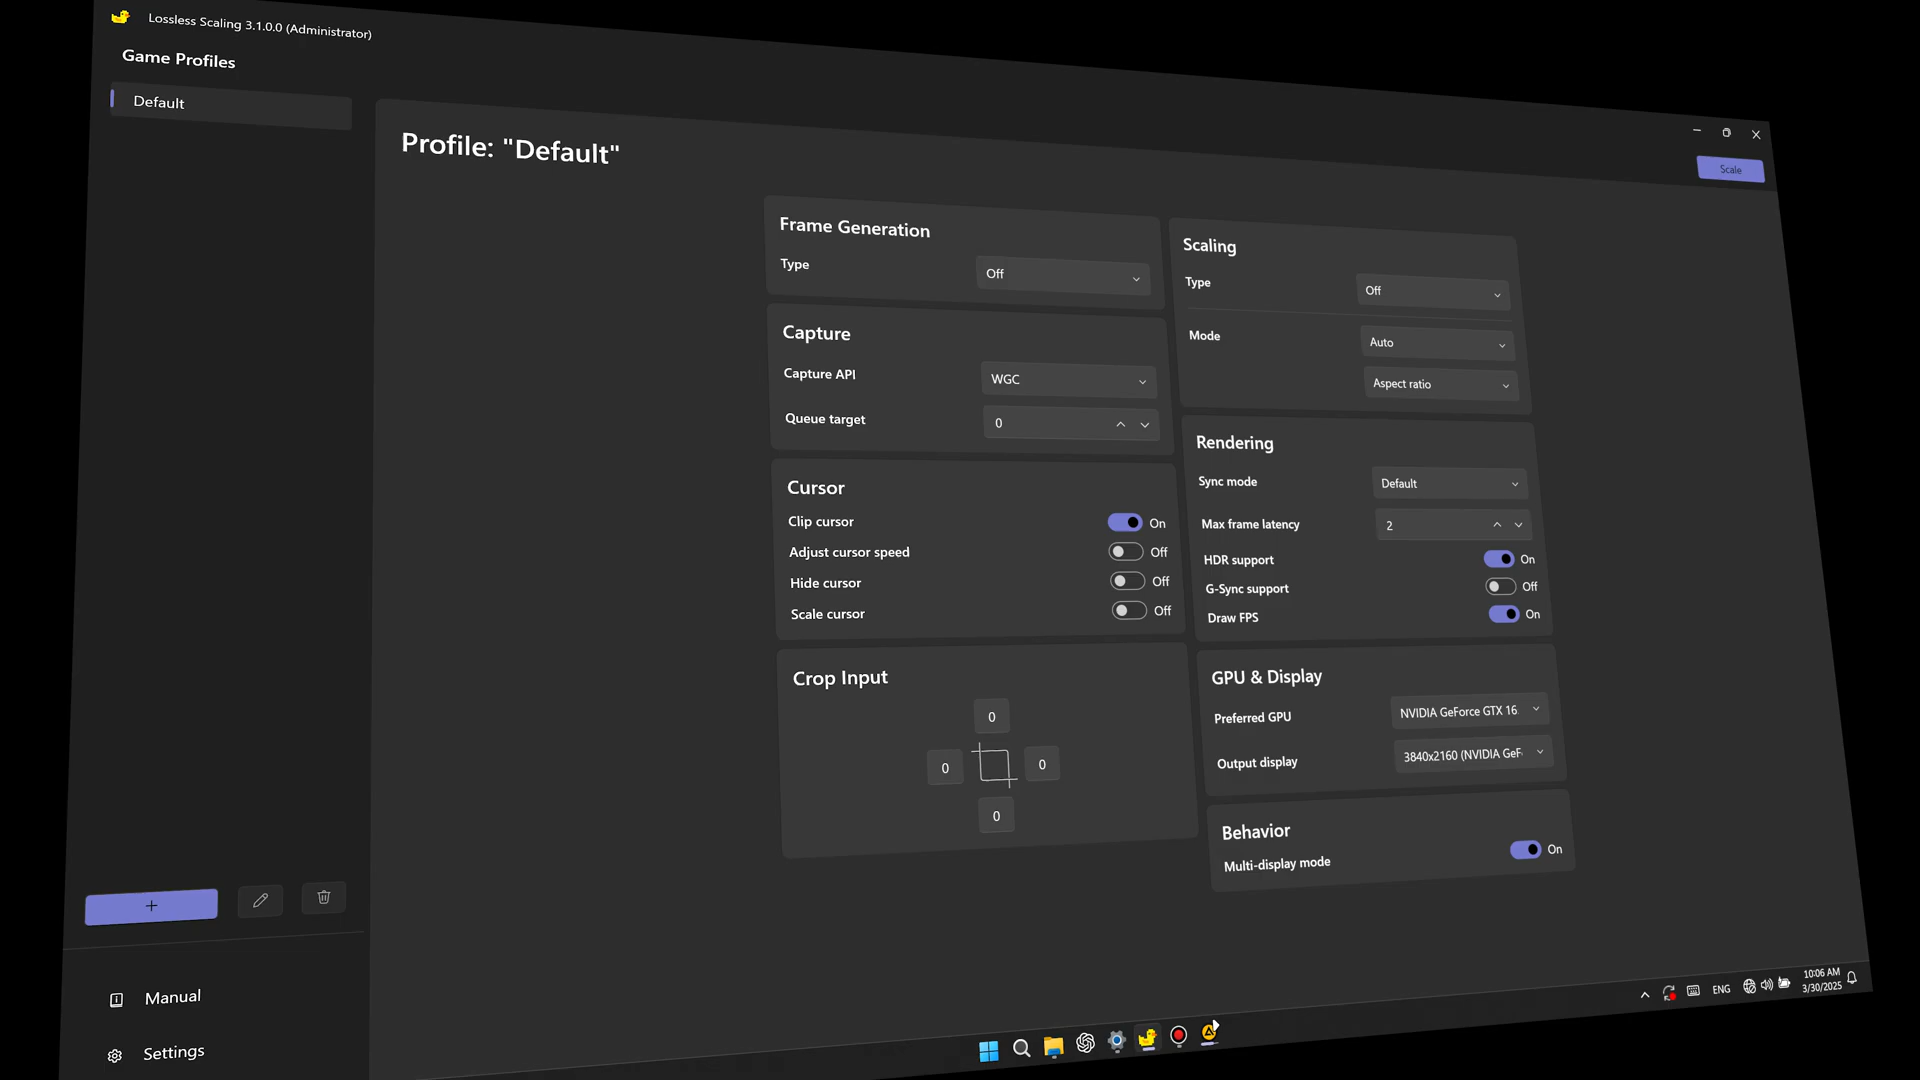 Lossless Scaling 3.1.0.0 (Administrator)
Game Profiles
Default
Profile: "Default"
Scale
Frame Generation
Type
Off
Capture
Capture API
WGC
Queue target
0
Cursor
Clip cursor
On
Adjust cursor speed
Off
Hide cursor
Off
Scale cursor
Off
Crop Input
0
0
0
0
Scaling
Type
Off
Mode
Auto
Aspect ratio
Rendering
Sync mode
Default
Max frame latency
2
HDR support
On
G-Sync support
Off
Draw FPS
On
GPU & Display
Preferred GPU
NVIDIA GeForce GTX 16
Output display
3840x2160 (NVIDIA GeF
Behavior
Multi-display mode
On
Manual
Settings
ENG
10:06 AM
3/30/2025